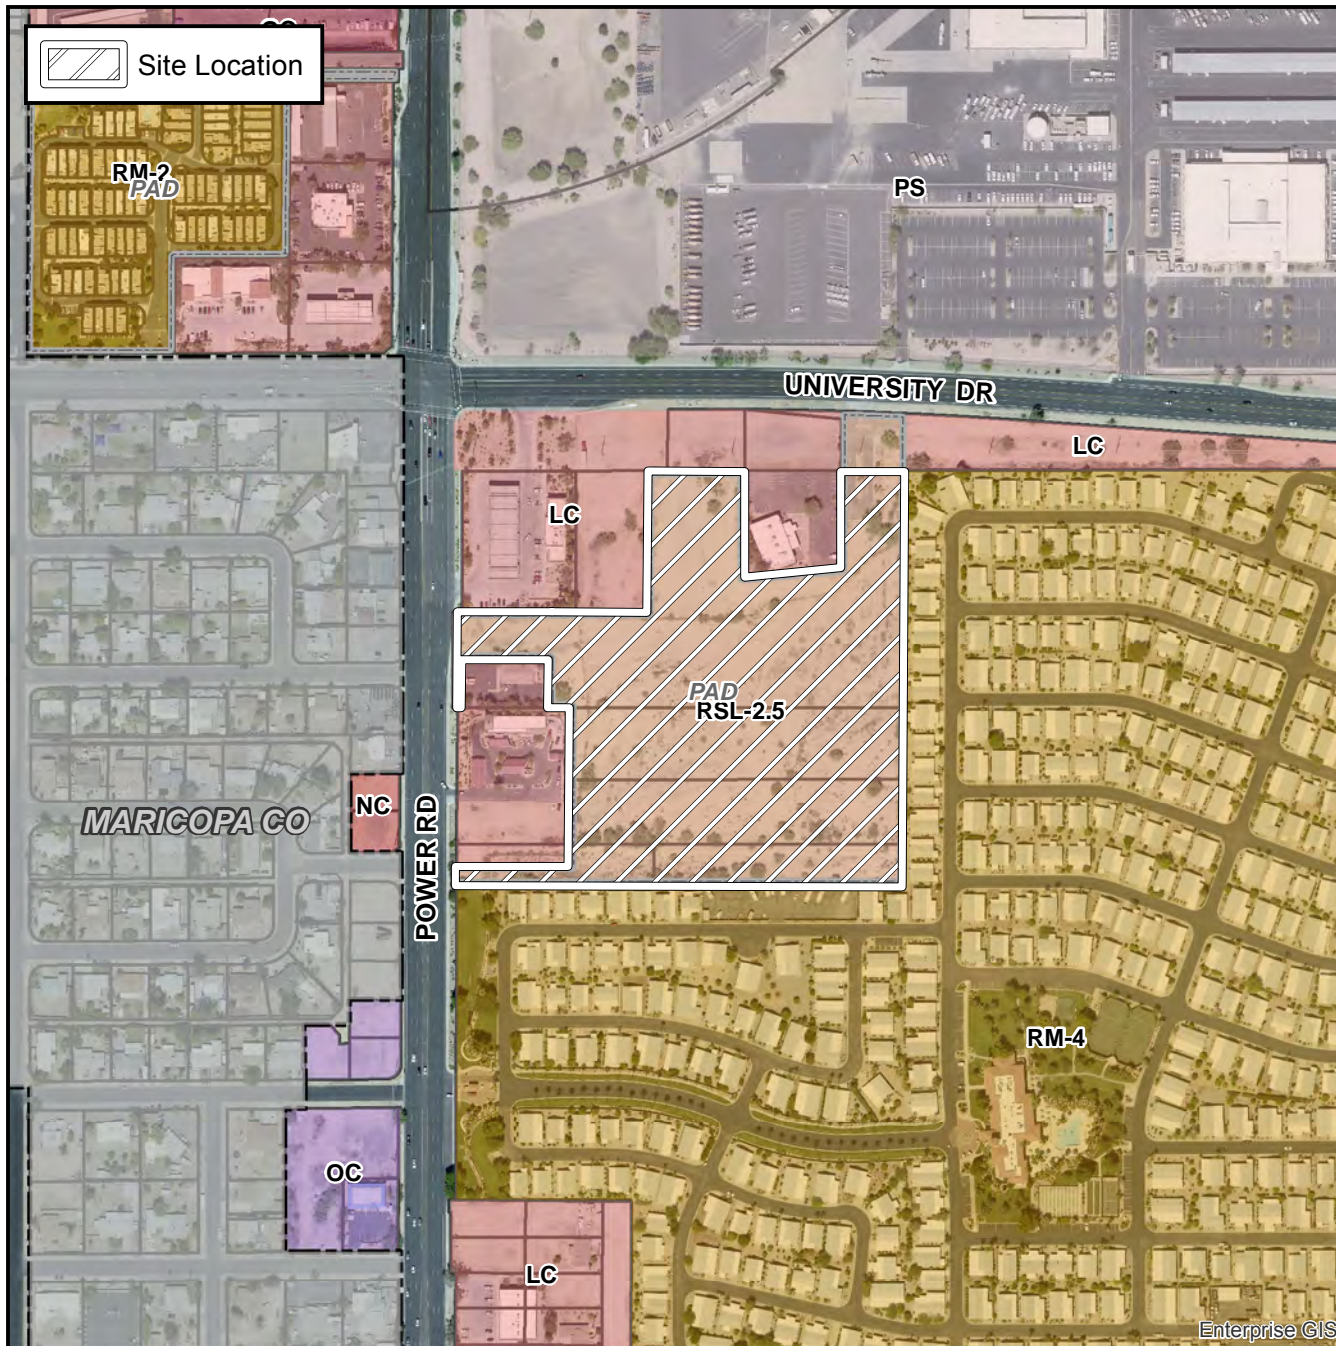 Site Location
RM-2
PAD
PS
UNIVERSITY DR
LC
LC
PAD
RSL-2.5
NC
MARICOPA CO
POWER RD
RM-4
OC
LC
Enterprise GIS